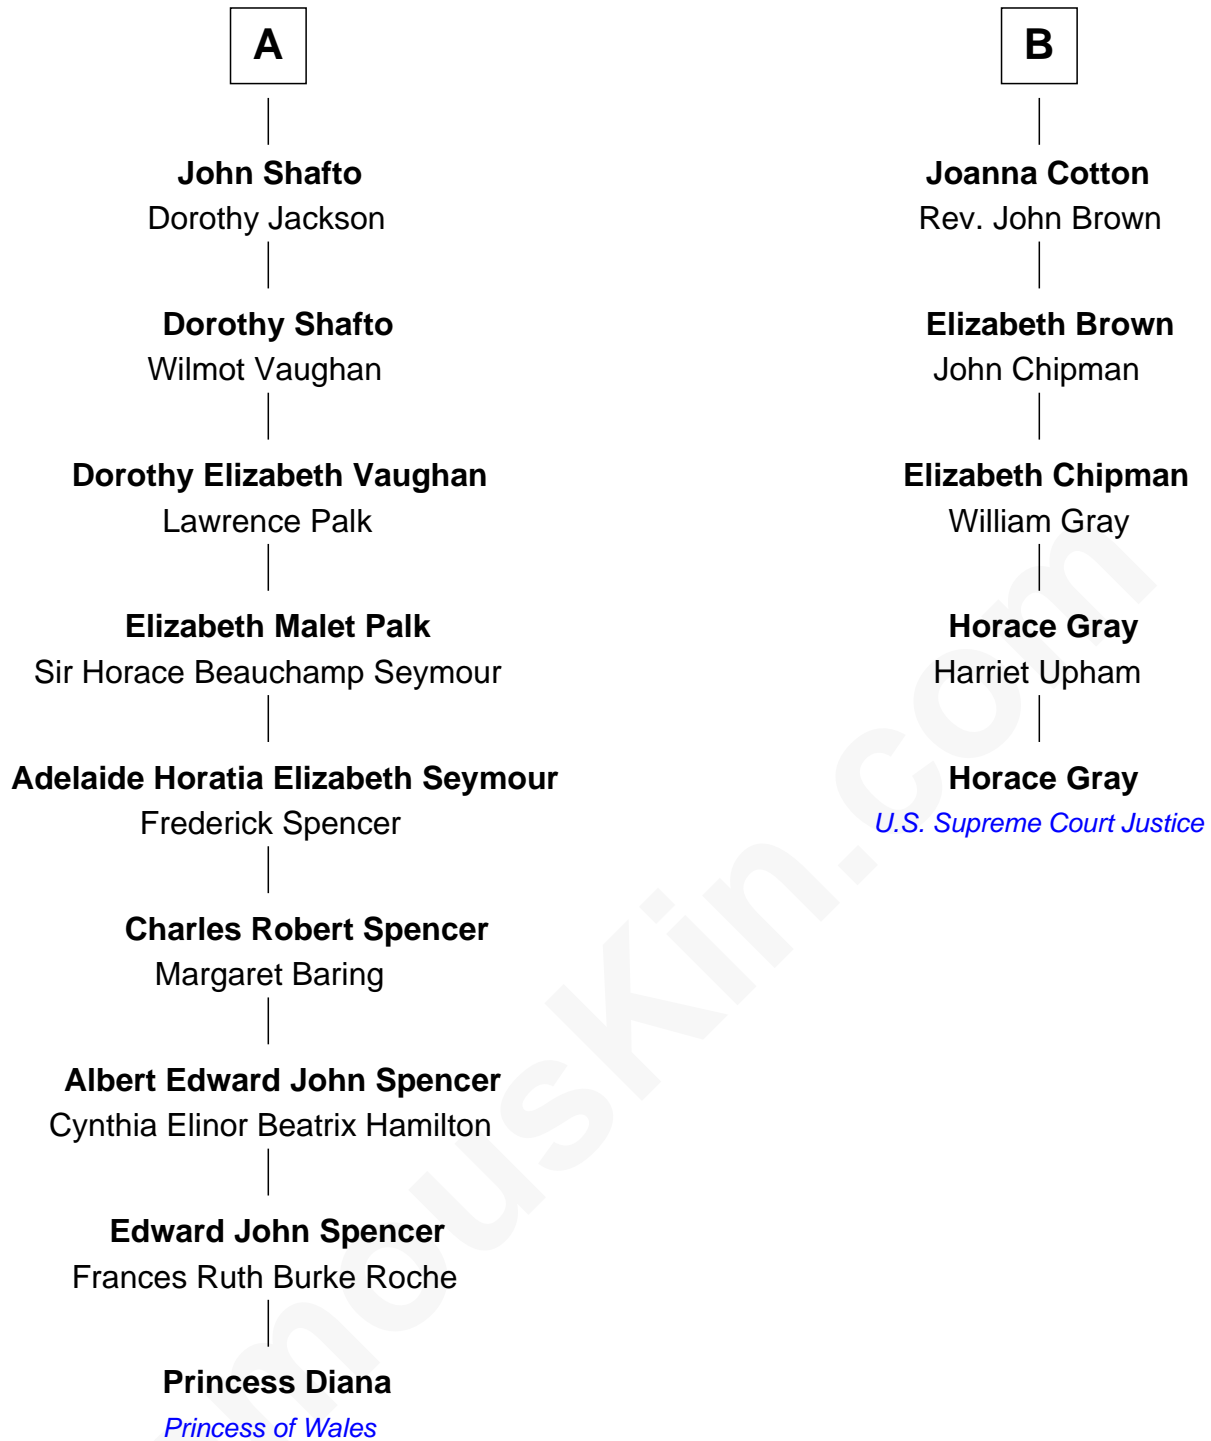 A
John Shafto
Dorothy Jackson
Dorothy Shafto
Wilmot Vaughan
Dorothy Elizabeth Vaughan
Lawrence Palk
Elizabeth Malet Palk
Sir Horace Beauchamp Seymour
Adelaide Horatia Elizabeth Seymour
Frederick Spencer
Charles Robert Spencer
Margaret Baring
Albert Edward John Spencer
Cynthia Elinor Beatrix Hamilton
Edward John Spencer
Frances Ruth Burke Roche
Princess Diana
Princess of Wales
B
Joanna Cotton
Rev. John Brown
Elizabeth Brown
John Chipman
Elizabeth Chipman
William Gray
Horace Gray
Harriet Upham
Horace Gray
U.S. Supreme Court Justice
mouskin.com